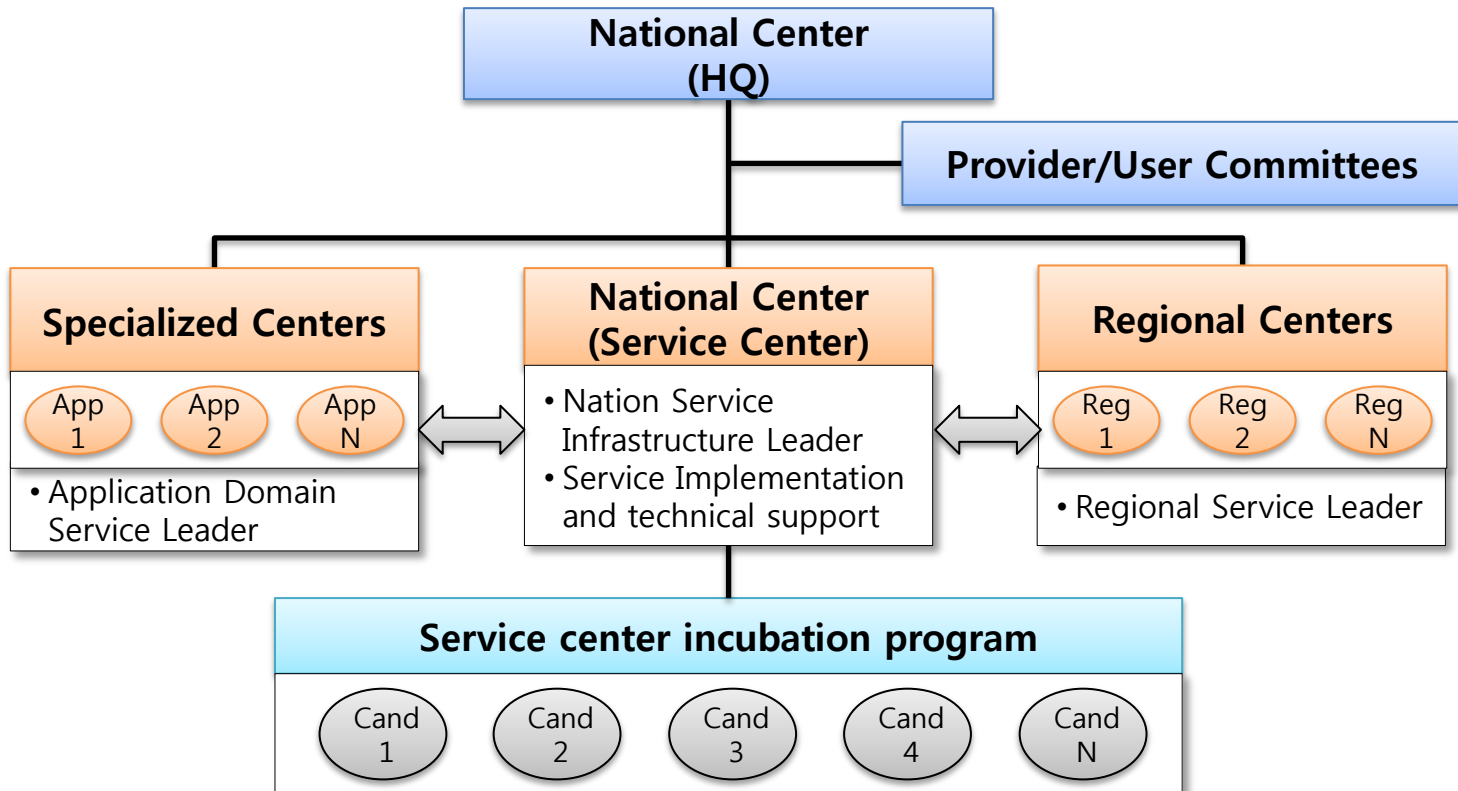 National Center
(HQ)
Provider/User Committees
Specialized Centers
App
1
App
2
App
N
• Application Domain
Service Leader
National Center
(Service Center)
• Nation Service
Infrastructure Leader
• Service Implementation
and technical support
Regional Centers
Reg
1
Reg
2
Reg
N
• Regional Service Leader
Service center incubation program
Cand
1
Cand
2
Cand
3
Cand
4
Cand
N